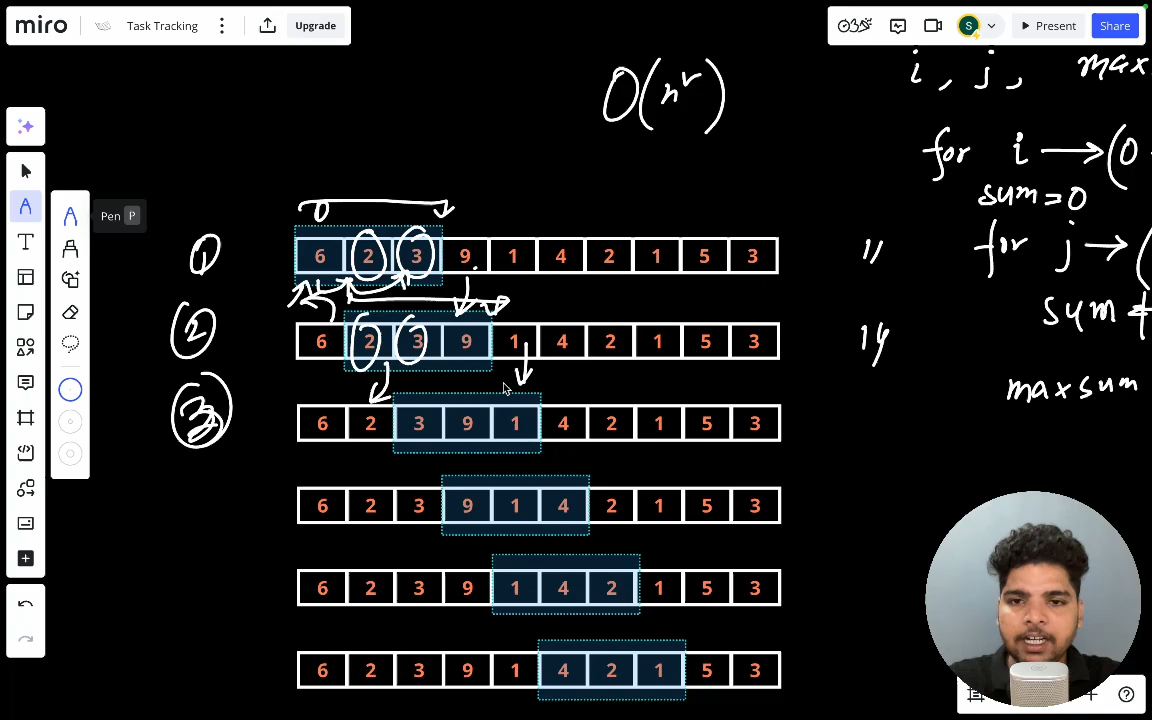 miro Task Tracking Upgrade
Present Share
S
O(n²)
i, j, max
for i → (0
sum = 0
for j → (
sum +
maxsum
Pen P
0
1 6 2 3 9 1 4 2 1 5 3 11
2 6 2 3 9 1 4 2 1 5 3 14
3 6 2 3 9 1 4 2 1 5 3
6 2 3 9 1 4 2 1 5 3
6 2 3 9 1 4 2 1 5 3
6 2 3 9 1 4 2 1 5 3